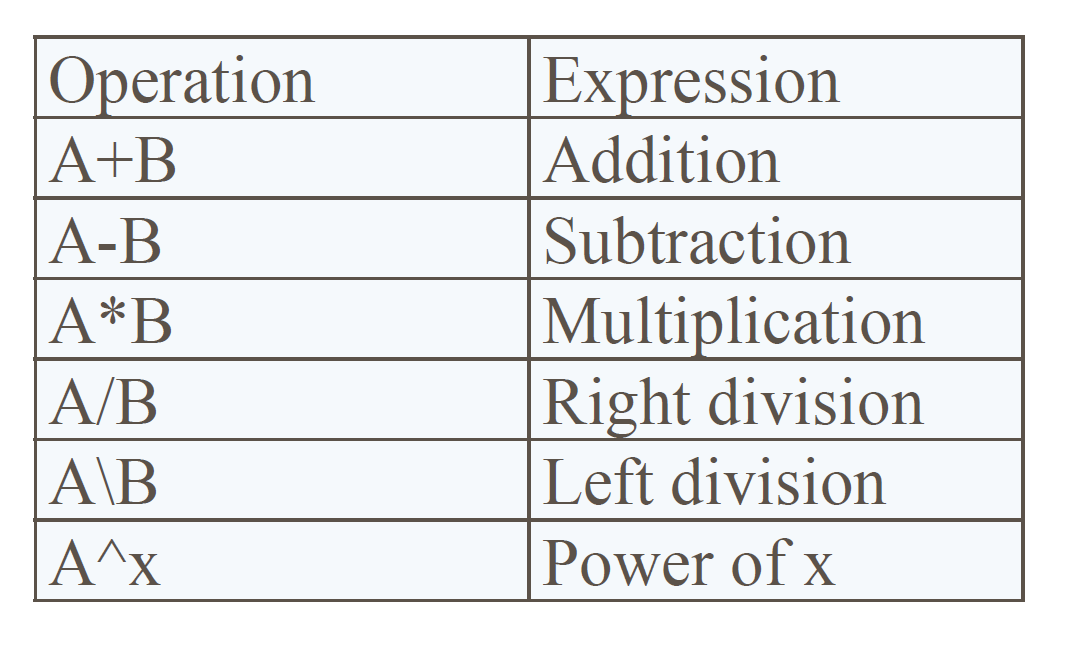 Operation Expression
A+B Addition
A-B Subtraction
A*B Multiplication
A/B Right division
A\B Left division
A^x Power of x